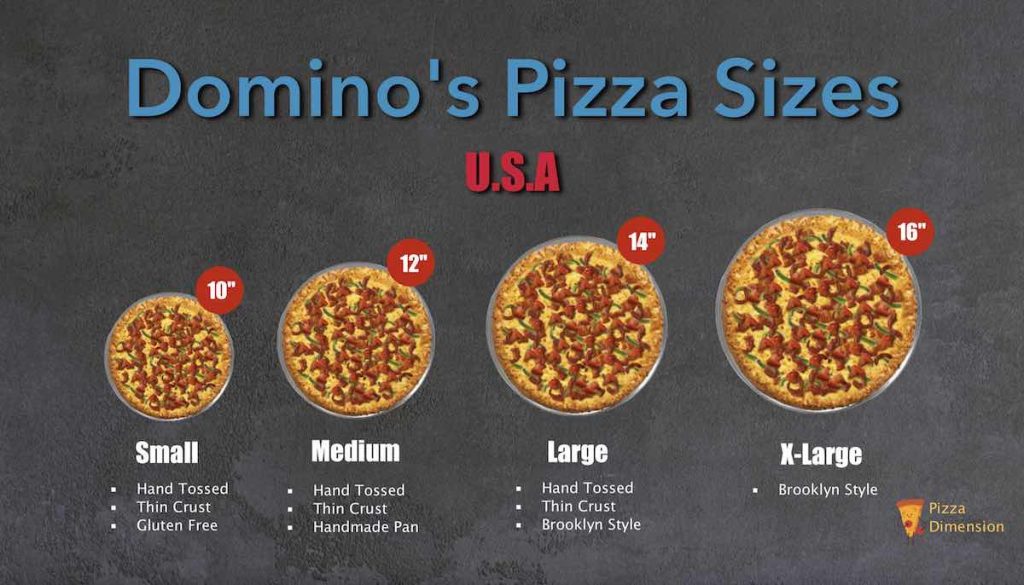 Domino's Pizza Sizes
U.S.A
10"
12"
14"
16"
Small
▪ Hand Tossed
▪ Thin Crust
▪ Gluten Free
Medium
▪ Hand Tossed
▪ Thin Crust
▪ Handmade Pan
Large
▪ Hand Tossed
▪ Thin Crust
▪ Brooklyn Style
X-Large
▪ Brooklyn Style
Pizza
Dimension